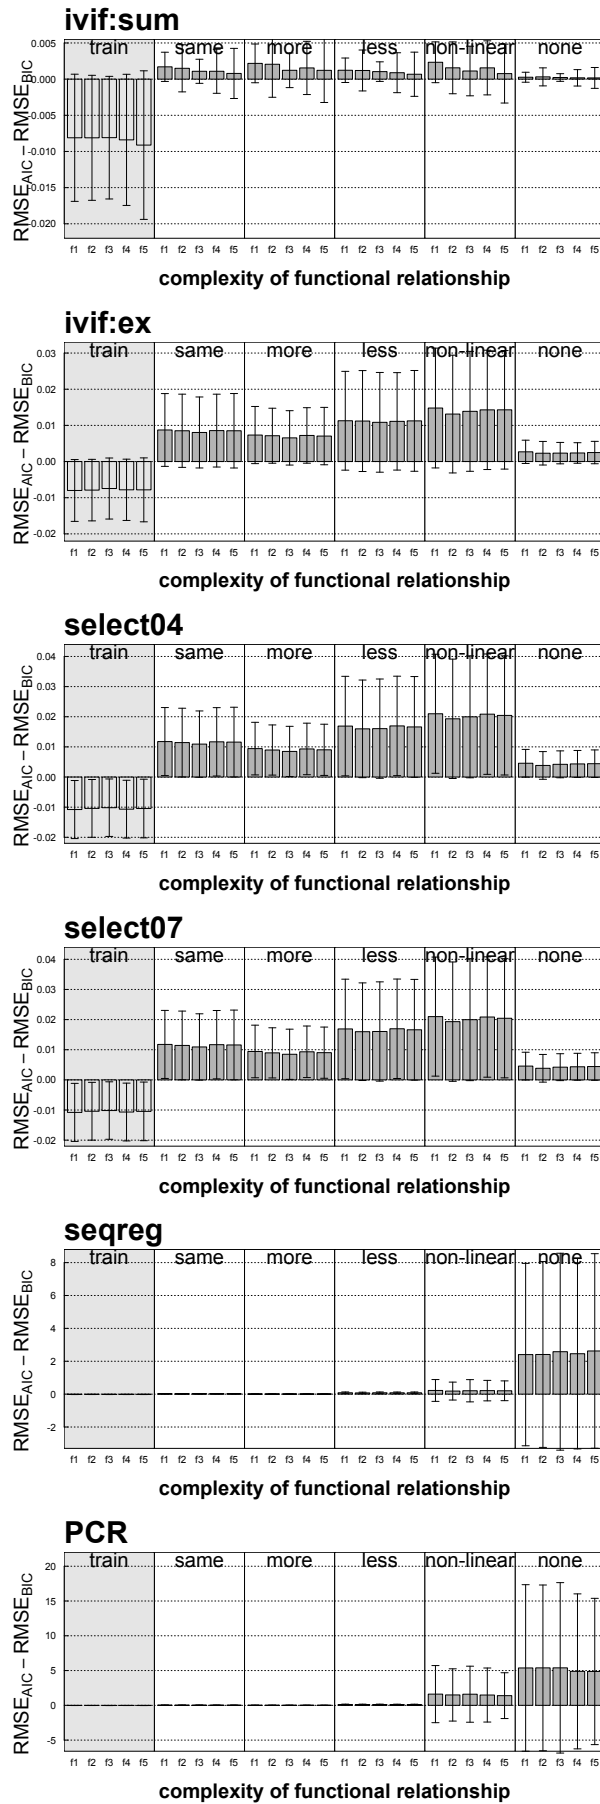 ivif:sum
train same more less non-linear none
0.005
0.000
-0.005
-0.010
-0.015
-0.020
RMSE_AIC − RMSE_BIC
f1 f2 f3 f4 f5 f1 f2 f3 f4 f5 f1 f2 f3 f4 f5 f1 f2 f3 f4 f5 f1 f2 f3 f4 f5 f1 f2 f3 f4 f5
complexity of functional relationship
ivif:ex
train same more less non-linear none
0.03
0.02
0.01
0.00
-0.01
-0.02
RMSE_AIC − RMSE_BIC
f1 f2 f3 f4 f5 f1 f2 f3 f4 f5 f1 f2 f3 f4 f5 f1 f2 f3 f4 f5 f1 f2 f3 f4 f5 f1 f2 f3 f4 f5
complexity of functional relationship
select04
train same more less non-linear none
0.04
0.03
0.02
0.01
0.00
-0.01
-0.02
RMSE_AIC − RMSE_BIC
f1 f2 f3 f4 f5 f1 f2 f3 f4 f5 f1 f2 f3 f4 f5 f1 f2 f3 f4 f5 f1 f2 f3 f4 f5 f1 f2 f3 f4 f5
complexity of functional relationship
select07
train same more less non-linear none
0.04
0.03
0.02
0.01
0.00
-0.01
-0.02
RMSE_AIC − RMSE_BIC
f1 f2 f3 f4 f5 f1 f2 f3 f4 f5 f1 f2 f3 f4 f5 f1 f2 f3 f4 f5 f1 f2 f3 f4 f5 f1 f2 f3 f4 f5
complexity of functional relationship
seqreg
train same more less non-linear none
8
6
4
2
0
-2
RMSE_AIC − RMSE_BIC
f1 f2 f3 f4 f5 f1 f2 f3 f4 f5 f1 f2 f3 f4 f5 f1 f2 f3 f4 f5 f1 f2 f3 f4 f5 f1 f2 f3 f4 f5
complexity of functional relationship
PCR
train same more less non-linear none
20
15
10
5
0
-5
RMSE_AIC − RMSE_BIC
f1 f2 f3 f4 f5 f1 f2 f3 f4 f5 f1 f2 f3 f4 f5 f1 f2 f3 f4 f5 f1 f2 f3 f4 f5 f1 f2 f3 f4 f5
complexity of functional relationship